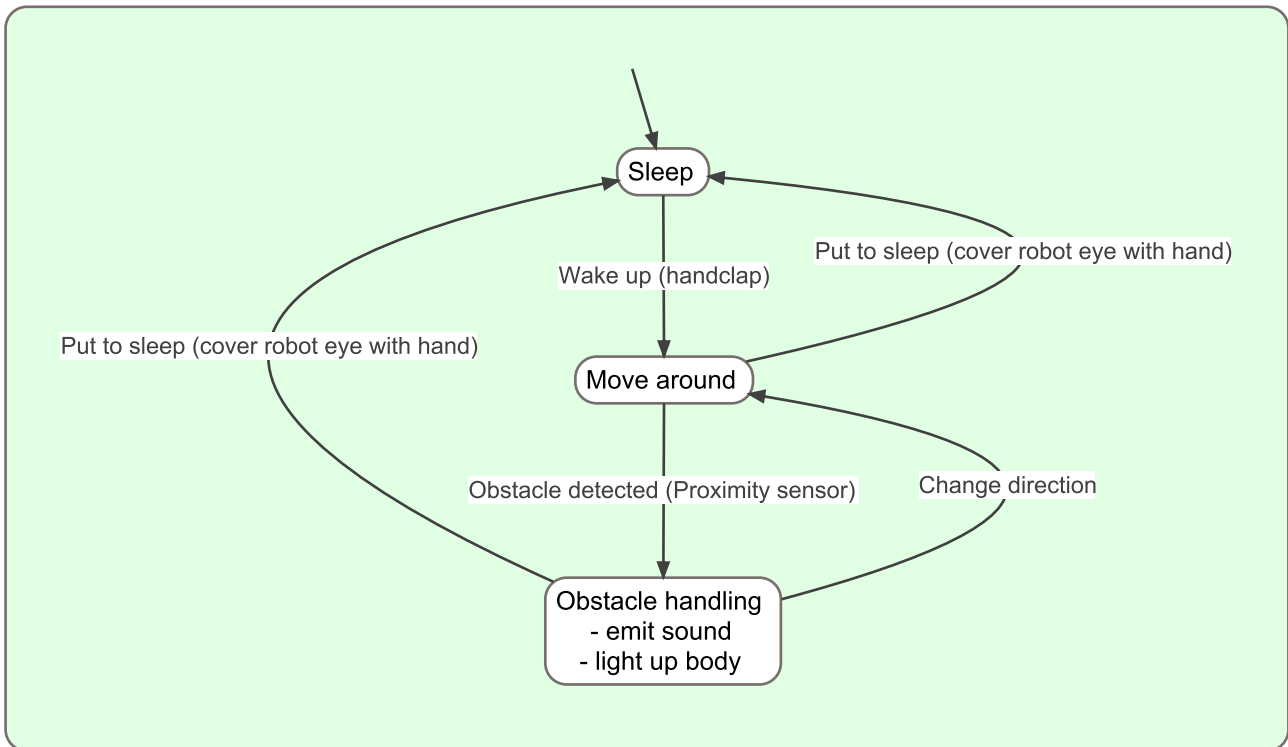 Sleep
Put to sleep (cover robot eye with hand)
Wake up (handclap)
Put to sleep (cover robot eye with hand)
Move around
Change direction
Obstacle detected (Proximity sensor)
Obstacle handling
- emit sound
- light up body